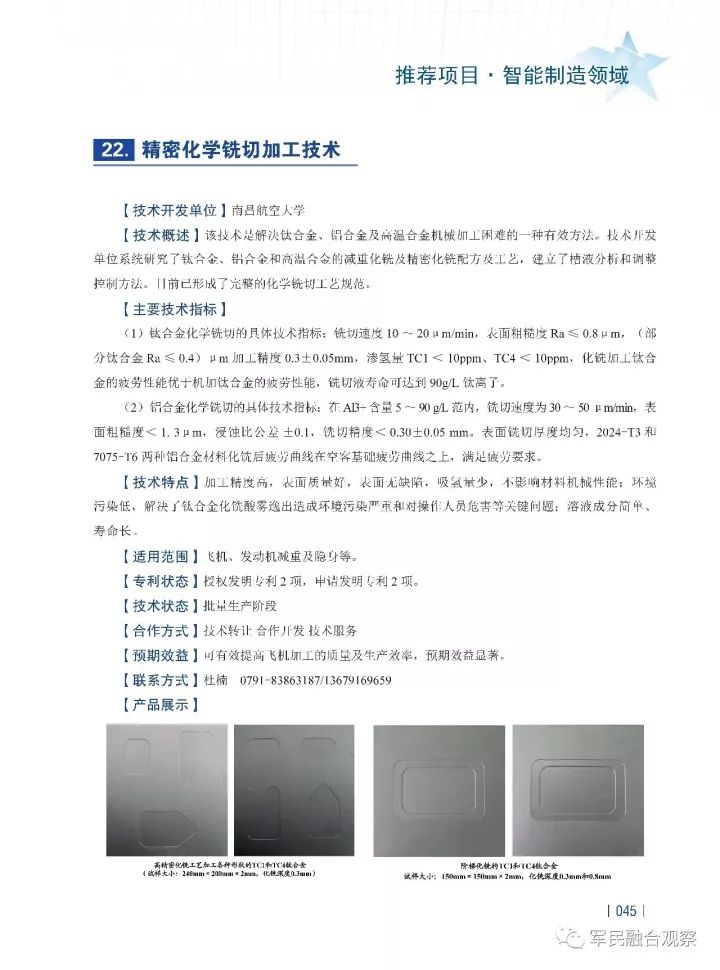 推荐项目·智能制造领域
22. 精密化学铣切加工技术
【技术开发单位】南昌航空大学
【技术概述】该技术是解决钛合金、铝合金及高温合金机械加工困难的一种有效方法。技术开发
单位系统研究了钛合金、铝合金和高温合金的减重化铣及精密化铣配方及工艺，建立了槽液分析和调整
控制方法。目前已形成了完整的化学铣切工艺规范。
【主要技术指标】
（1）钛合金化学铣切的具体技术指标：铣切速度 10 ～ 20 μm/min，表面粗糙度 Ra ≤ 0.8 μm，（部
分钛合金 Ra ≤ 0.4）μm 加工精度 0.3±0.05mm，渗氢量 TC1 < 10ppm、TC4 < 10ppm，化铣加工钛合
金的疲劳性能优于机加钛合金的疲劳性能，铣切液寿命可达到 90g/L 钛离子。
（2）铝合金化学铣切的具体技术指标：在 Al3+ 含量 5 ～ 90 g/L 范内，铣切速度为 30 ～ 50 μm/min，表
面粗糙度< 1.3 μm，浸蚀比公差 ±0.1，铣切精度< 0.30±0.05 mm。表面铣切厚度均匀，2024-T3 和
7075-T6 两种铝合金材料化铣后疲劳曲线在空客基础疲劳曲线之上，满足疲劳要求。
【技术特点】加工精度高，表面质量好，表面无缺陷，吸氢量少，不影响材料机械性能；环境
污染低，解决了钛合金化铣酸雾逸出造成环境污染严重和对操作人员危害等关键问题；溶液成分简单、
寿命长。
【适用范围】飞机、发动机减重及隐身等。
【专利状态】授权发明专利 2 项，申请发明专利 2 项。
【技术状态】批量生产阶段
【合作方式】技术转让 合作开发 技术服务
【预期效益】可有效提高飞机加工的质量及生产效率，预期效益显著。
【联系方式】杜楠 0791-83863187/13679169659
【产品展示】
高精密化铣工艺加工各种形状的TC1和TC4钛合金
（试样大小：240mm×200mm×2mm，化铣深度0.3mm）
阶梯化铣的TC1和TC4钛合金
试样大小：150mm×150mm×2mm，化铣深度0.3mm和0.8mm
| 045 |
军民融合观察